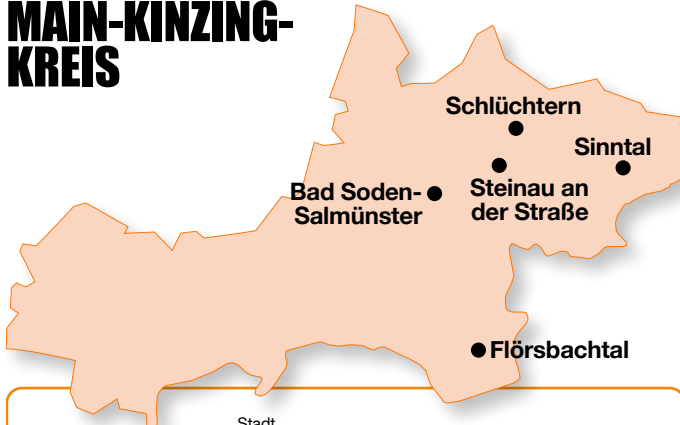 MAIN-KINZING-
KREIS
Schlüchtern
Sinntal
Bad Soden-
Salmünster
Steinau an
der Straße
Flörsbachtal
Stadt